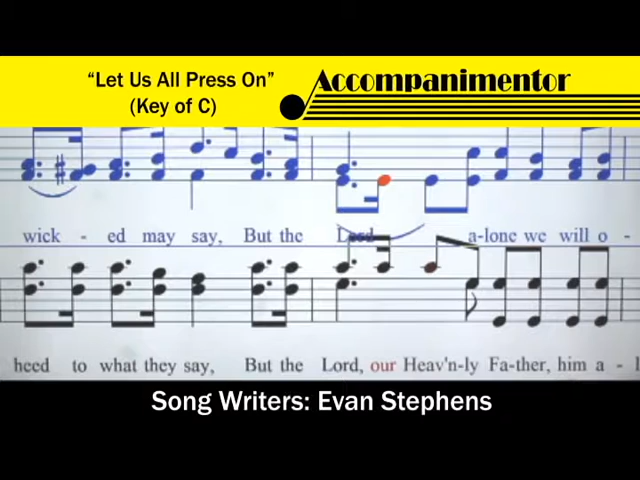 “Let Us All Press On”
(Key of C)
Accompanimentor
wick - ed may say, But the Lord a-lone we will o -
heed to what they say, But the Lord, our Heav'n-ly Fa-ther, him a - l
Song Writers: Evan Stephens